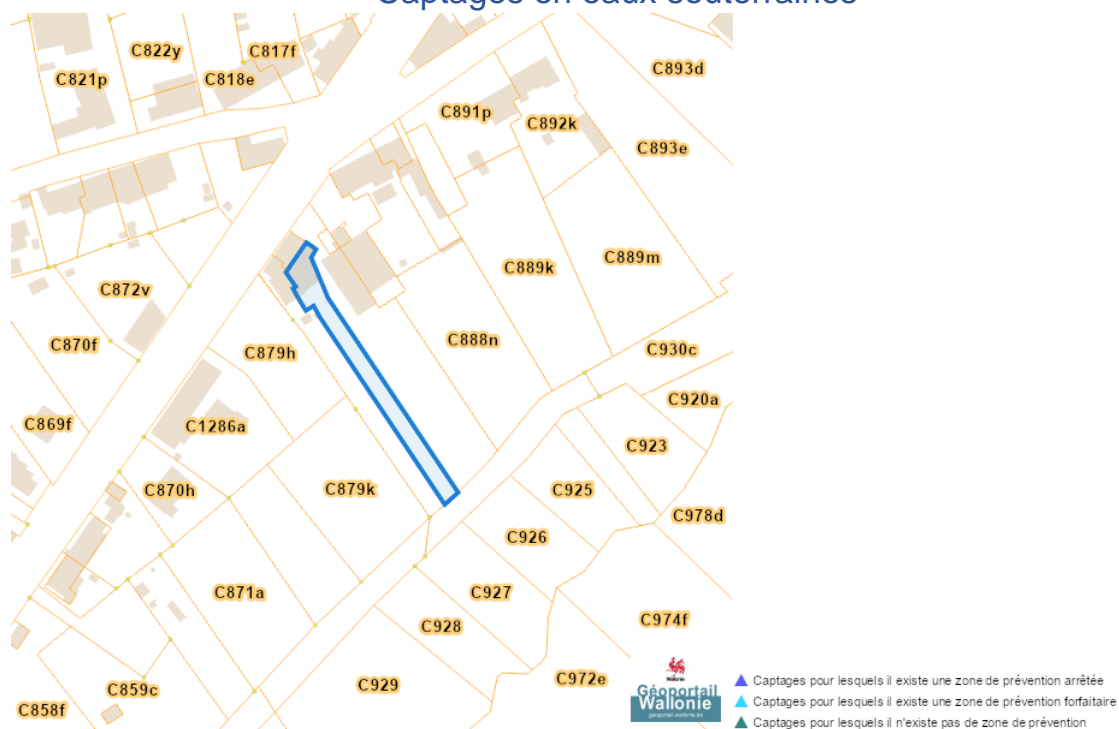 Captages en eaux souterraines
C822y
C817f
C821p
C818e
C893d
C891p
C892k
C893e
C889m
C889k
C872v
C870f
C879h
C888n
C930c
C920a
C869f
C1286a
C923
C870h
C879k
C925
C978d
C926
C871a
C927
C974f
C928
C972e
C929
C859c
C858f
Wallonie
Géoportail
Wallonie
geoportail.wallonie.be
Captages pour lesquels il existe une zone de prévention arrêtée
Captages pour lesquels il existe une zone de prévention forfaitaire
Captages pour lesquels il n'existe pas de zone de prévention